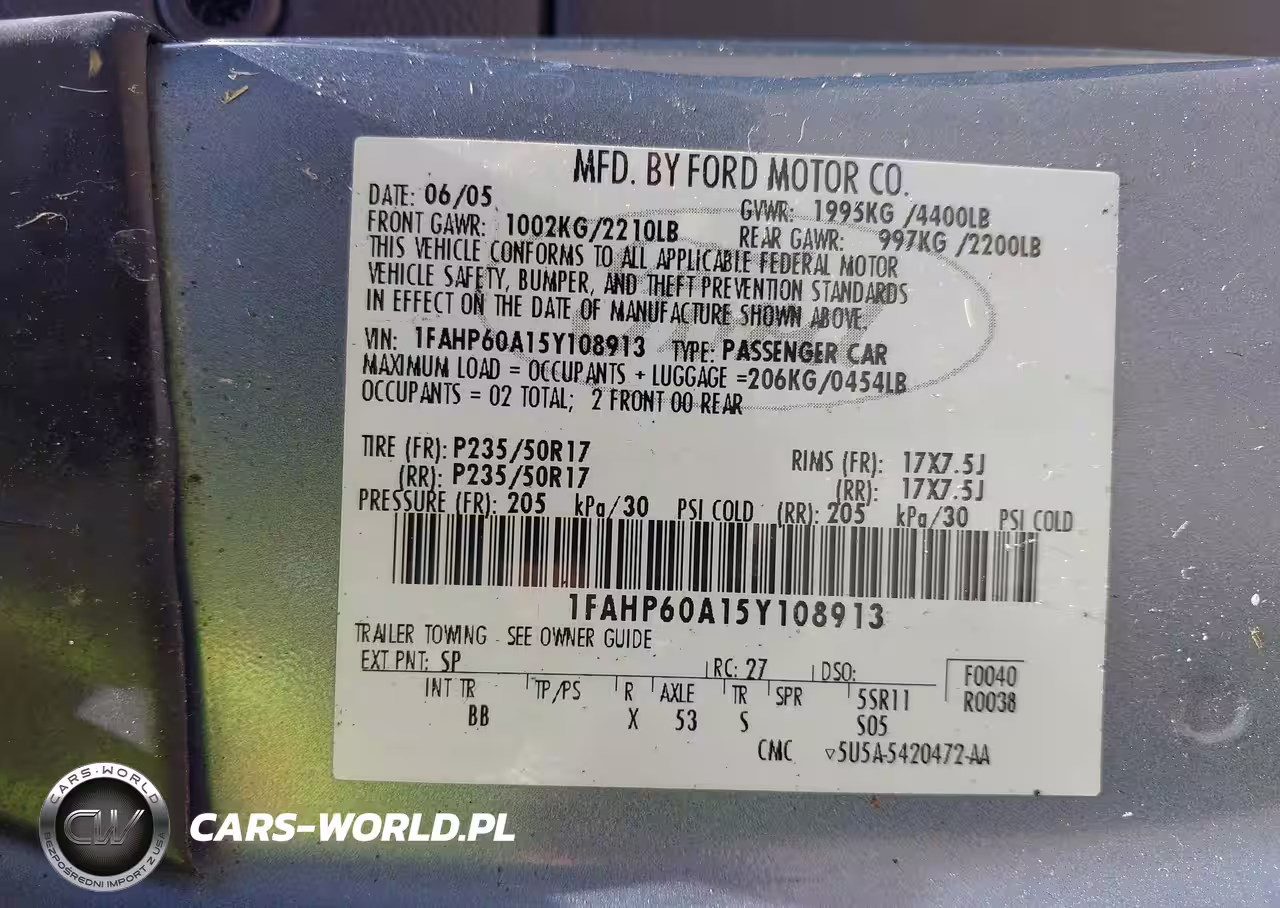 MFD. BY FORD MOTOR CO.
DATE: 06/05 GVWR: 1995KG /4400LB
FRONT GAWR: 1002KG/2210LB REAR GAWR: 997KG /2200LB
THIS VEHICLE CONFORMS TO ALL APPLICABLE FEDERAL MOTOR
VEHICLE SAFETY, BUMPER, AND THEFT PREVENTION STANDARDS
IN EFFECT ON THE DATE OF MANUFACTURE SHOWN ABOVE.
VIN: 1FAHP60A15Y108913 TYPE: PASSENGER CAR
MAXIMUM LOAD = OCCUPANTS + LUGGAGE =206KG/0454LB
OCCUPANTS = 02 TOTAL; 2 FRONT 00 REAR
TIRE (FR): P235/50R17 RIMS (FR): 17X7.5J
(RR): P235/50R17 (RR): 17X7.5J
PRESSURE (FR): 205 kPa/30 PSI COLD (RR): 205 kPa/30 PSI COLD
1FAHP60A15Y108913
TRAILER TOWING - SEE OWNER GUIDE
EXT PNT: SP RC: 27 DSO: F0040
INT TR TP/PS R AXLE TR SPR 5SR11 R0038
BB X 53 S S05
CMC ▽5U5A-5420472-AA
CARS-WORLD
CW
BEZPOŚREDNI IMPORT Z USA
CARS-WORLD.PL